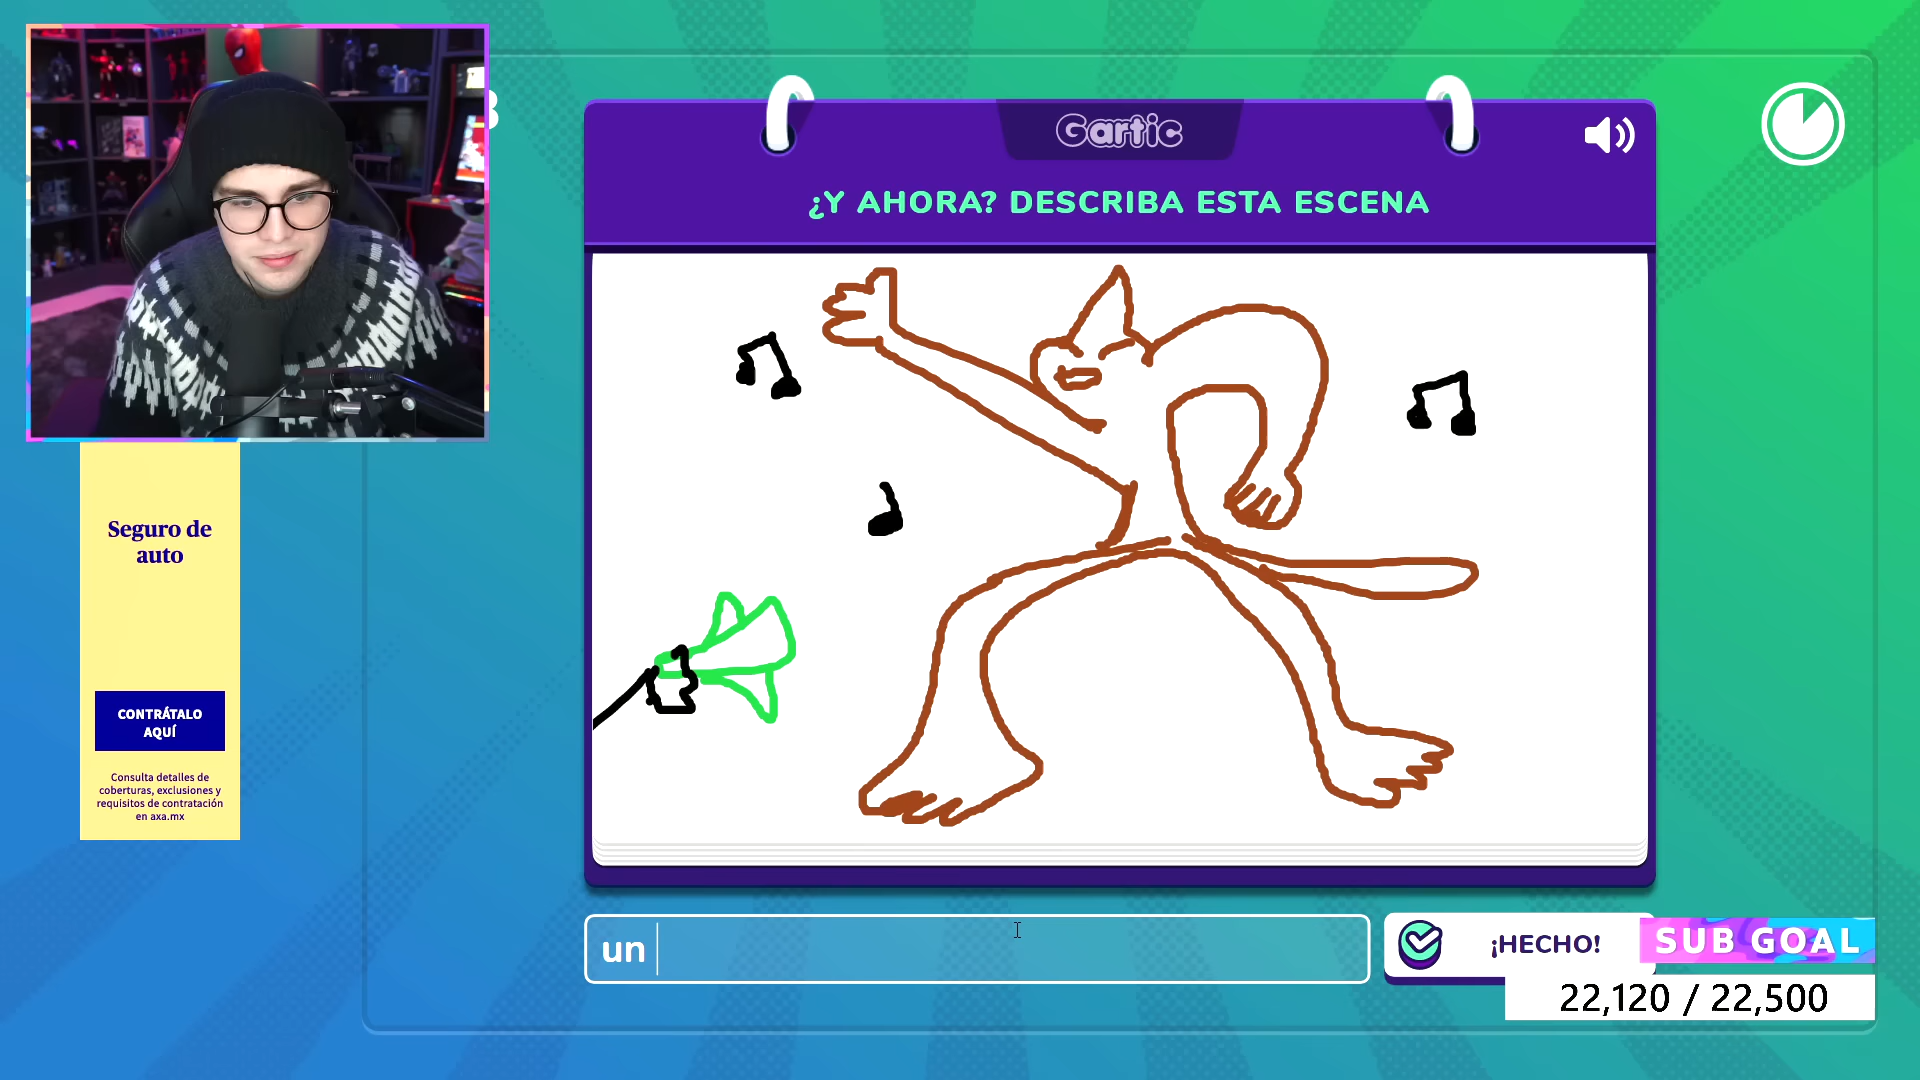 Gartic
¿Y AHORA? DESCRIBA ESTA ESCENA
Seguro de
auto
CONTRÁTALO
AQUÍ
Consulta detalles de
coberturas, exclusiones y
requisitos de contratación
en axa.mx
un
¡HECHO!
SUB GOAL
22,120 / 22,500